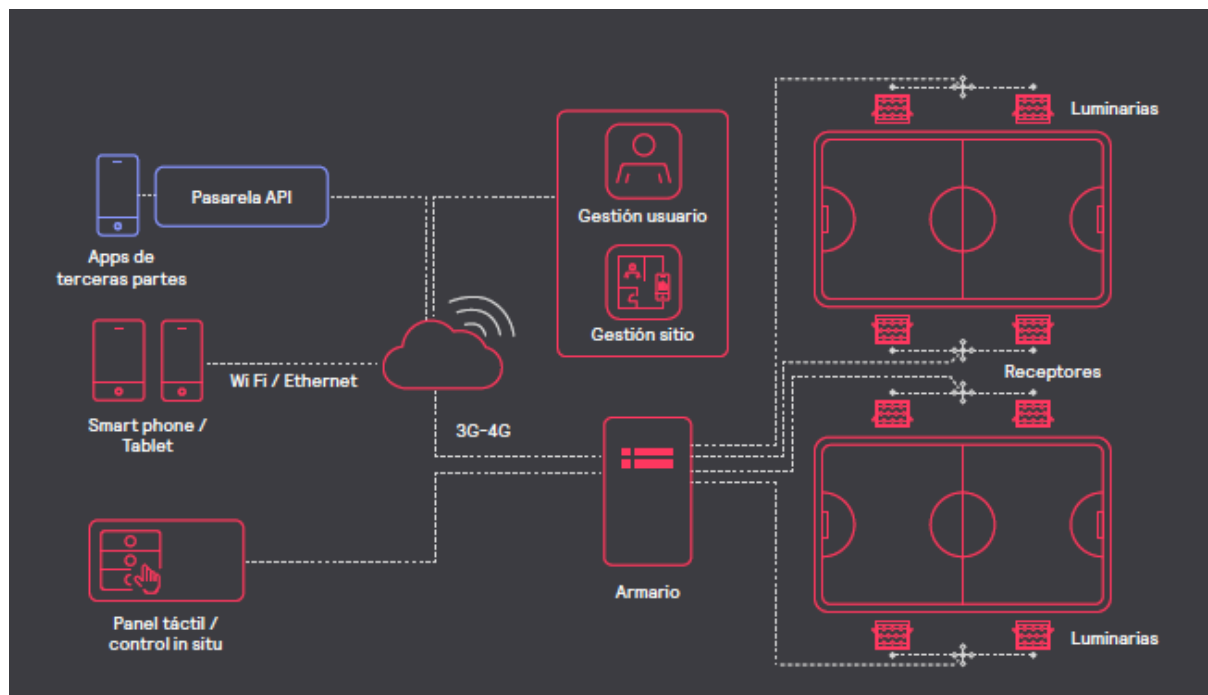 Luminarias
Pasarela API
Gestión usuario
Apps de
terceras partes
Gestión sitio
Wi Fi / Ethernet
Receptores
Smart phone /
Tablet
3G-4G
Armario
Panel táctil /
control in situ
Luminarias